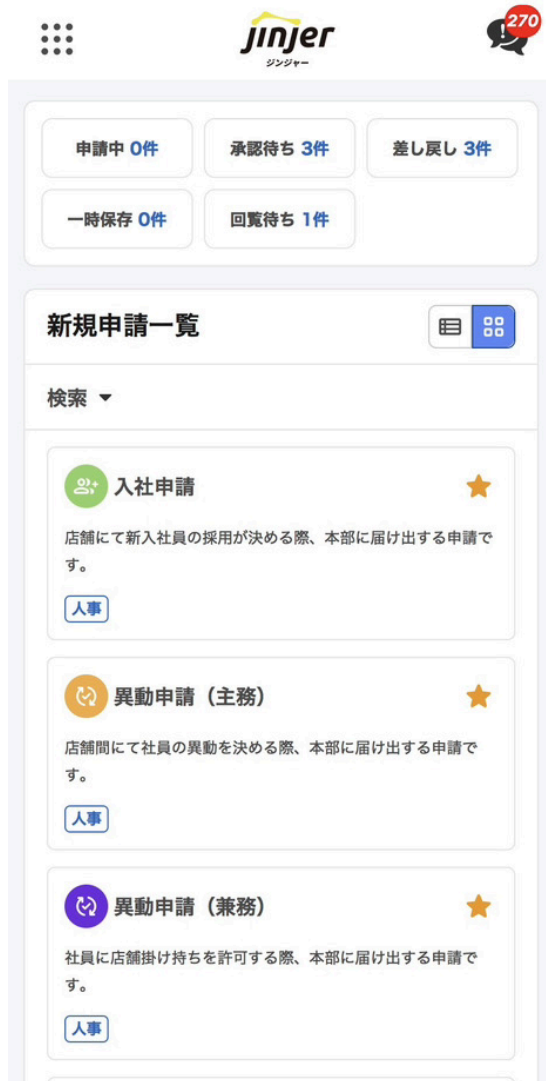 jinjer
ジンジャー
270
申請中 0件
承認待ち 3件
差し戻し 3件
一時保存 0件
回覧待ち 1件
新規申請一覧
検索
入社申請
店舗にて新入社員の採用が決める際、本部に届け出する申請で
す。
人事
異動申請（主務）
店舗間にて社員の異動を決める際、本部に届け出する申請で
す。
人事
異動申請（兼務）
社員に店舗掛け持ちを許可する際、本部に届け出する申請で
す。
人事